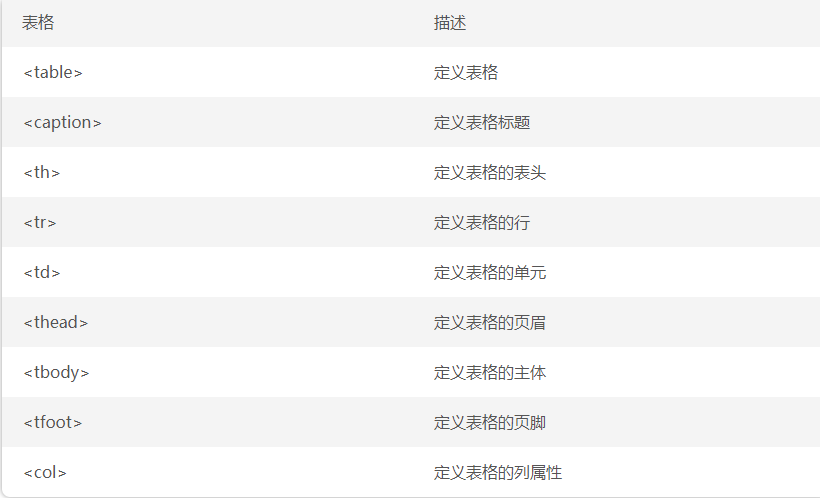 表格 描述
<table> 定义表格
<caption> 定义表格标题
<th> 定义表格的表头
<tr> 定义表格的行
<td> 定义表格的单元
<thead> 定义表格的页眉
<tbody> 定义表格的主体
<tfoot> 定义表格的页脚
<col> 定义表格的列属性